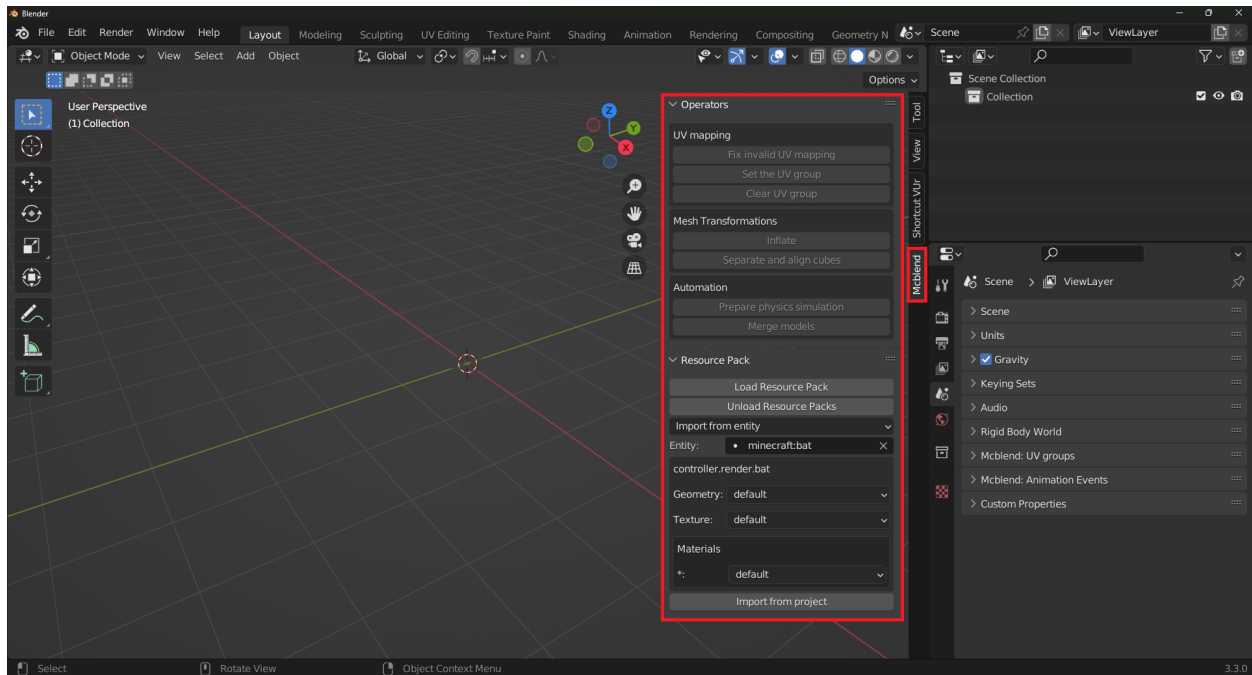 Blender
File Edit Render Window Help Layout Modeling Sculpting UV Editing Texture Paint Shading Animation Rendering Compositing Geometry N Scene ViewLayer
Object Mode View Select Add Object Global
Options
User Perspective
(1) Collection
Z
Y
X
Operators
UV mapping
Fix invalid UV mapping
Set the UV group
Clear UV group
Mesh Transformations
Inflate
Separate and align cubes
Automation
Prepare physics simulation
Merge models
Resource Pack
Load Resource Pack
Unload Resource Packs
Import from entity
Entity: minecraft:bat
controller.render.bat
Geometry: default
Texture: default
Materials
*: default
Import from project
Tool
View
Shortcut VUr
Mcblend
Scene Collection
Collection
Scene > ViewLayer
Scene
Units
Gravity
Keying Sets
Audio
Rigid Body World
Mcblend: UV groups
Mcblend: Animation Events
Custom Properties
Select Rotate View Object Context Menu 3.3.0